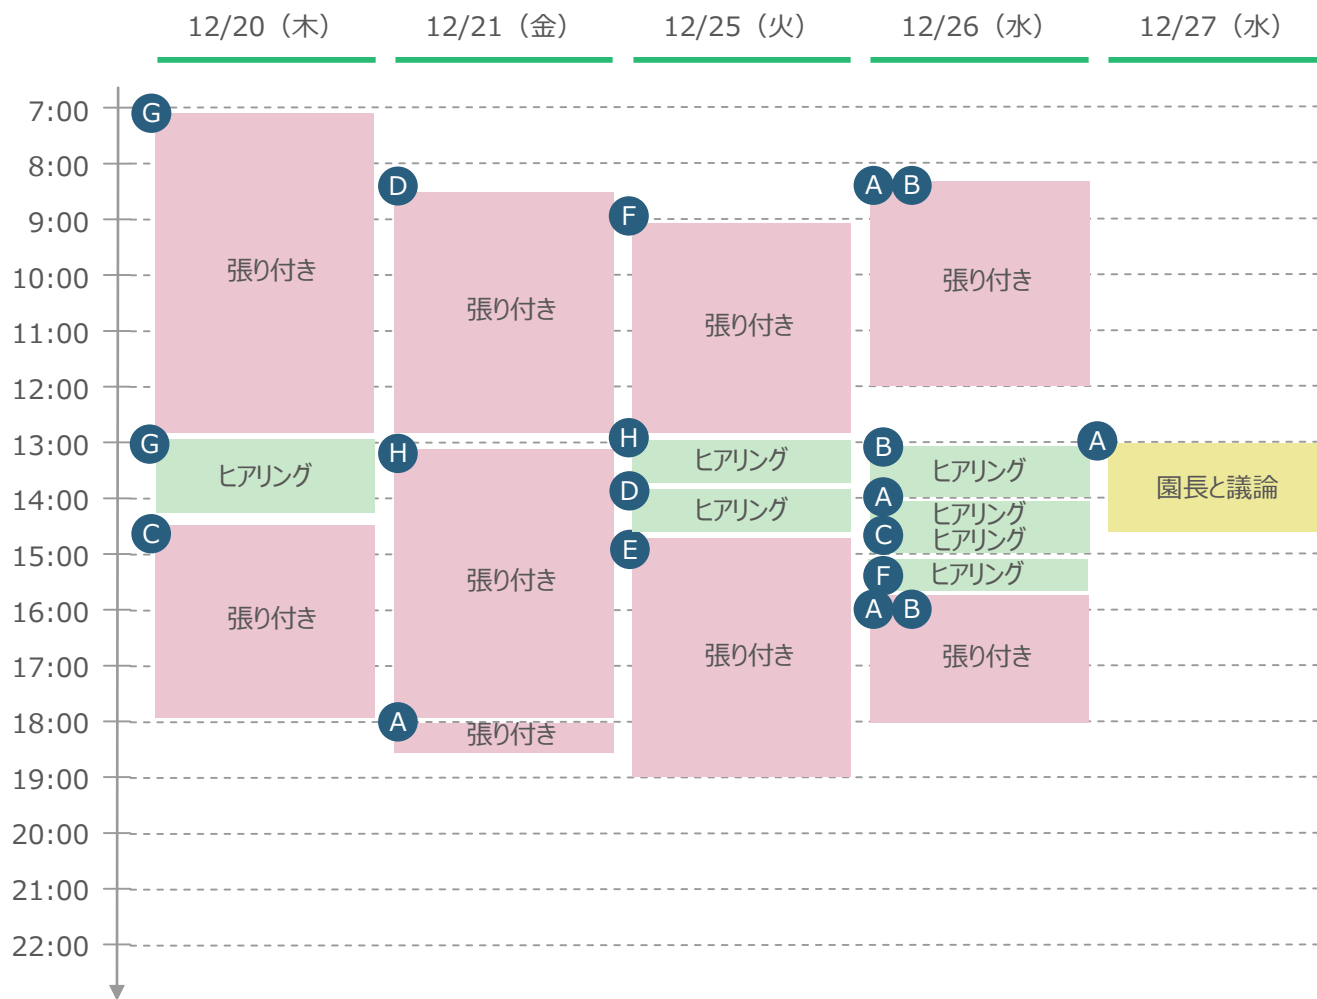 12/20（木）
12/21（金）
12/25（火）
12/26（水）
12/27（水）
7:00
8:00
9:00
10:00
11:00
12:00
13:00
14:00
15:00
16:00
17:00
18:00
19:00
20:00
21:00
22:00
G
張り付き
G
ヒアリング
C
張り付き
D
張り付き
H
張り付き
A
張り付き
F
張り付き
H
ヒアリング
D
ヒアリング
E
張り付き
A B
張り付き
B
ヒアリング
A
ヒアリング
C
ヒアリング
F
ヒアリング
A B
張り付き
A
園長と議論